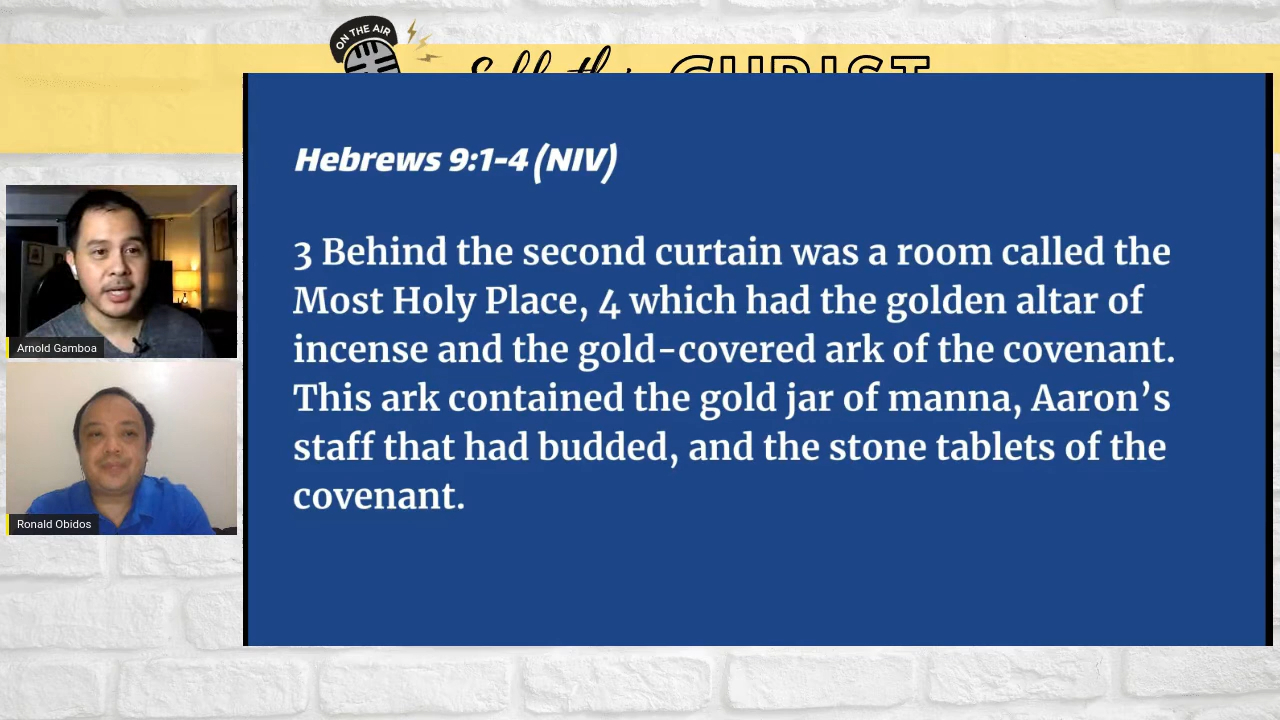 ON THE AIR
CHRIST
Hebrews 9:1-4 (NIV)
3 Behind the second curtain was a room called the
Most Holy Place, 4 which had the golden altar of
incense and the gold-covered ark of the covenant.
This ark contained the gold jar of manna, Aaron’s
staff that had budded, and the stone tablets of the
covenant.
Arnold Gamboa
Ronald Obidos